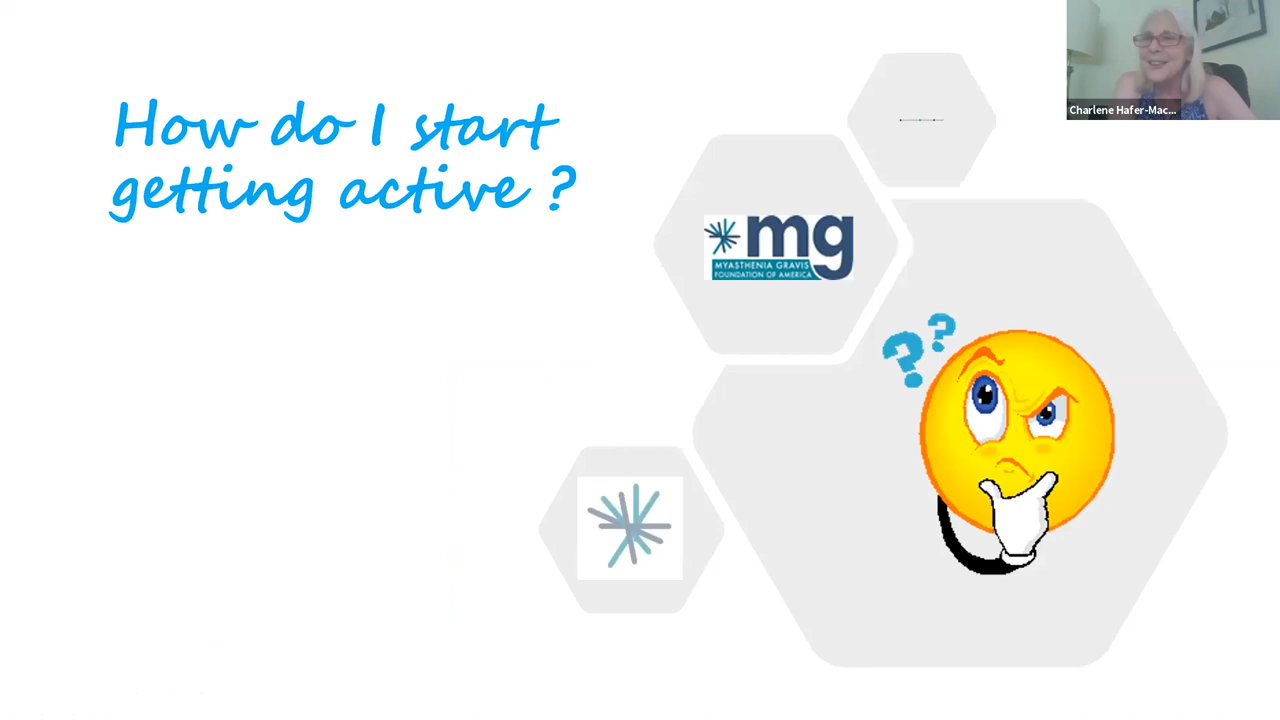 How do I start
getting active ?
Charlene Hafer-Mac...
mg
MYASTHENIA GRAVIS
FOUNDATION OF AMERICA
? ?